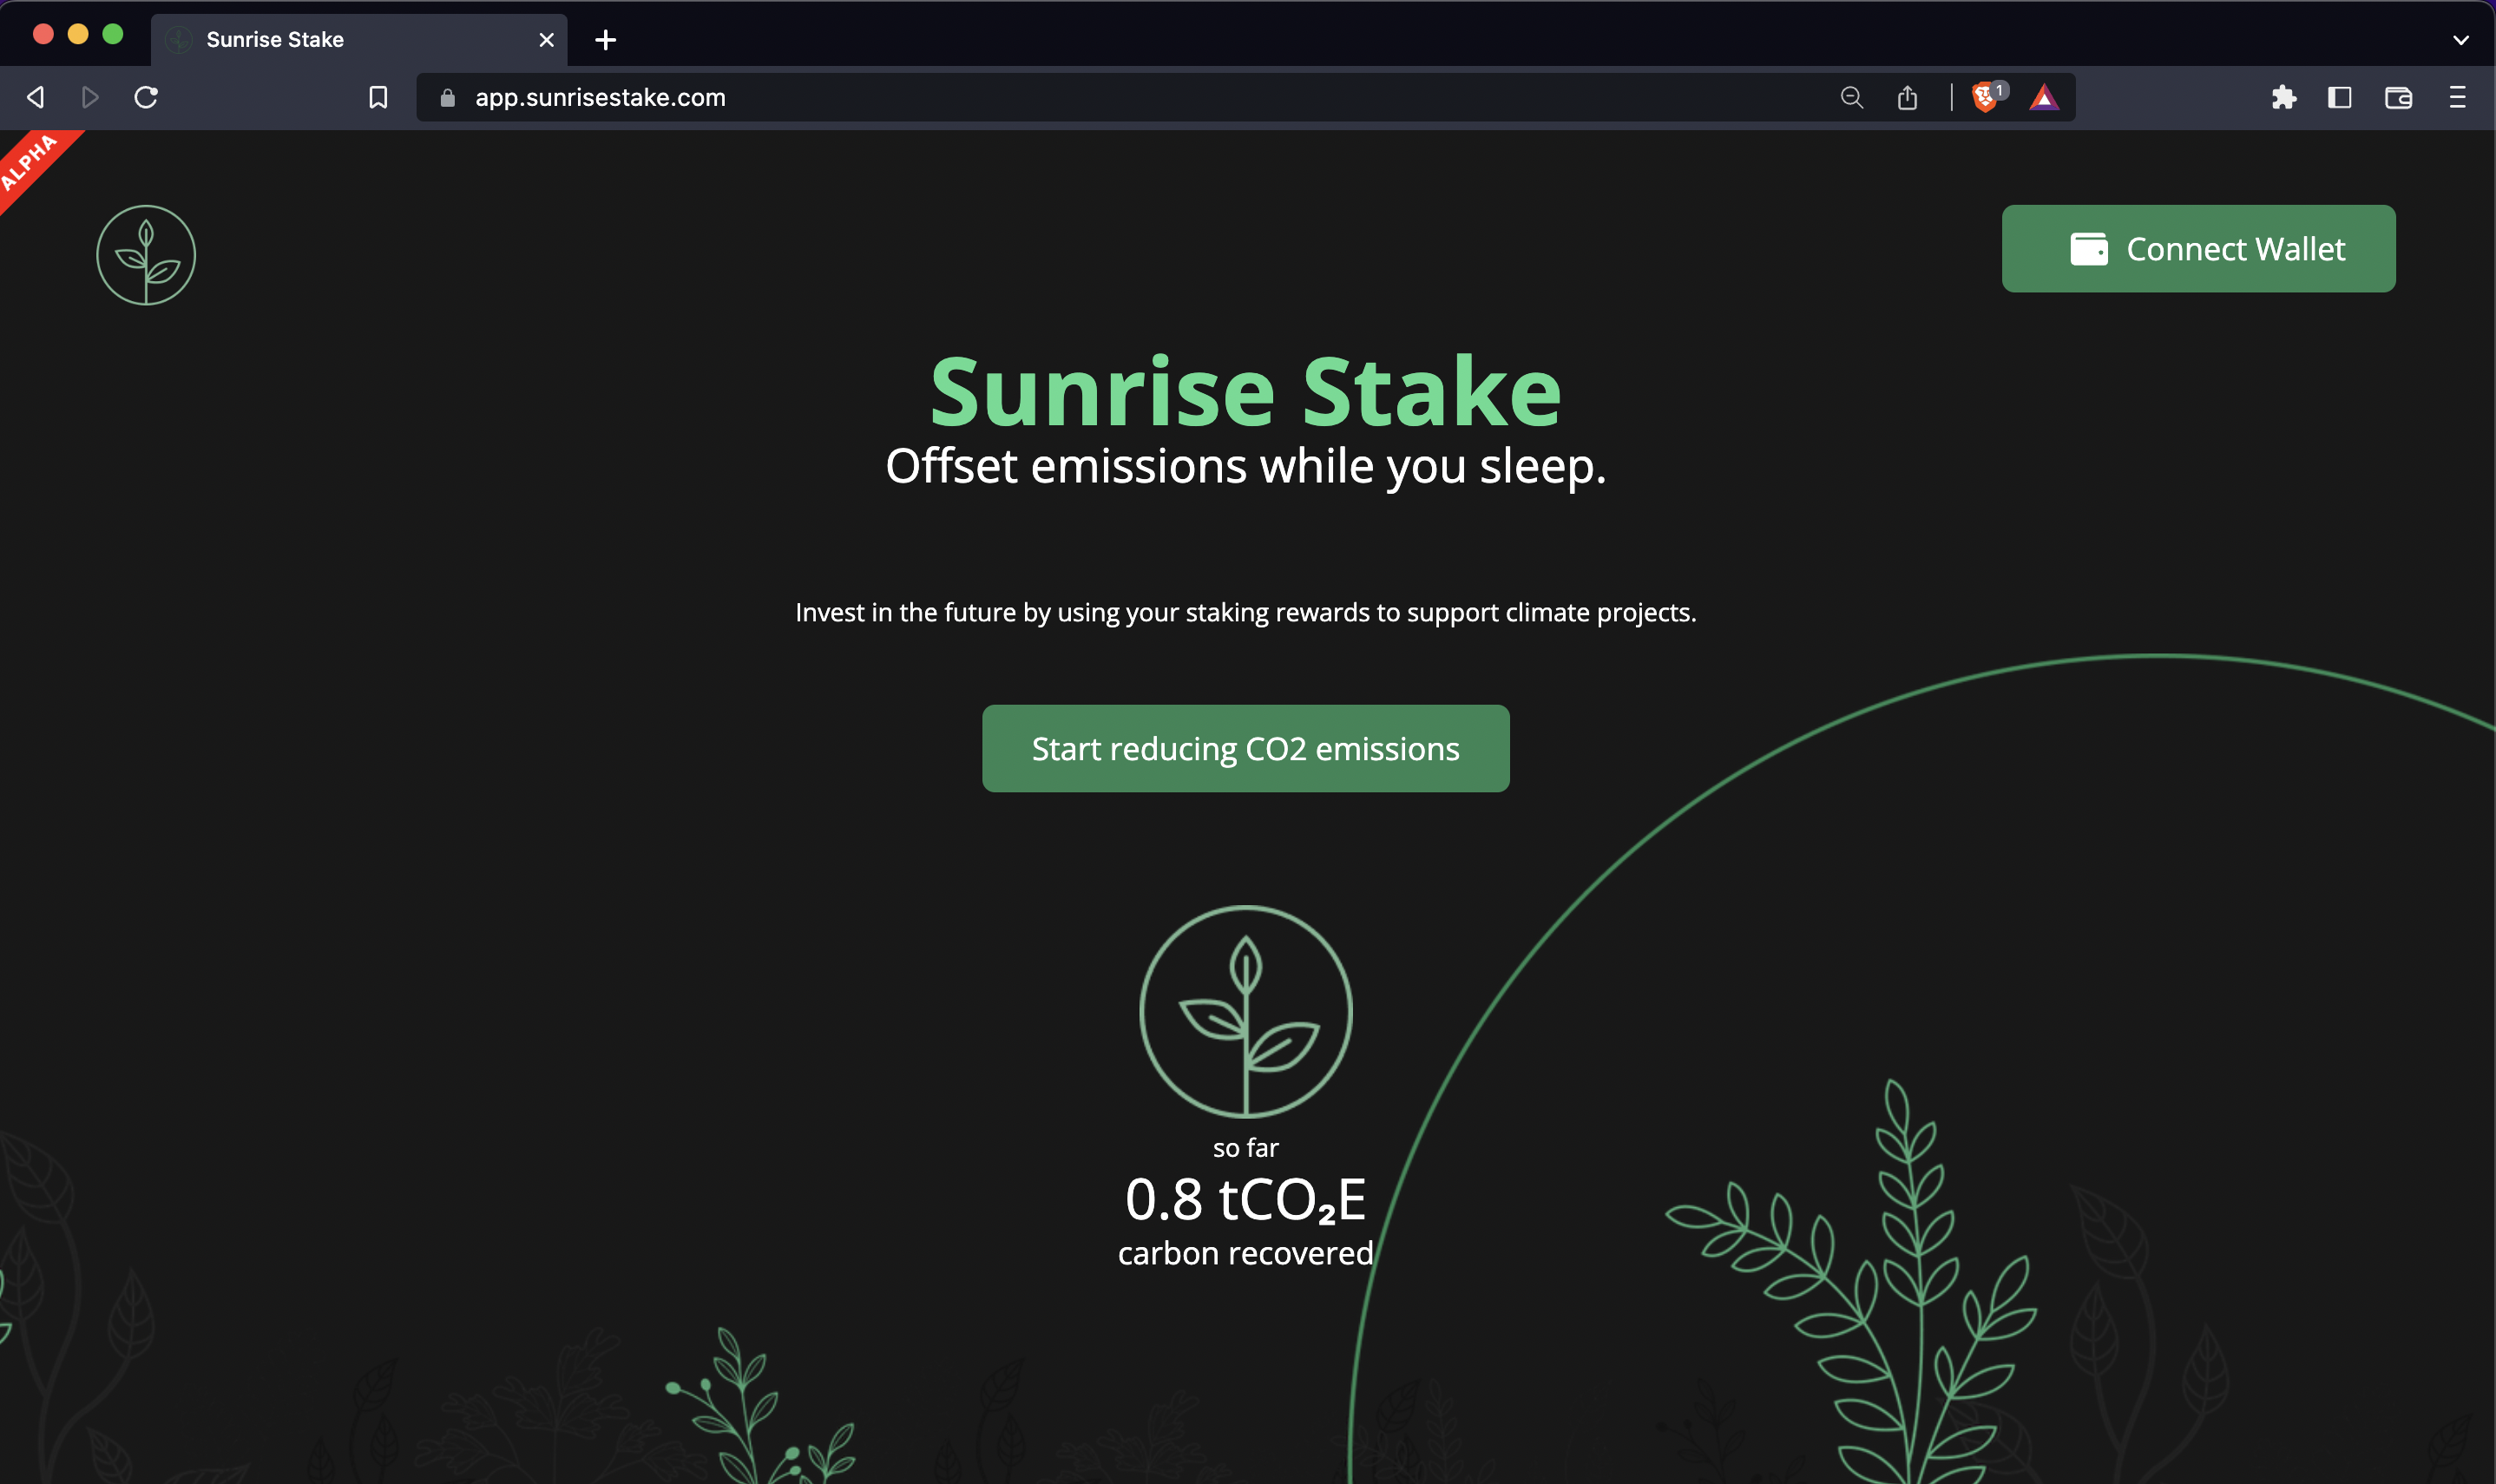 Sunrise Stake
app.sunrisestake.com
1
ALPHA
Connect Wallet
Sunrise Stake
Offset emissions while you sleep.
Invest in the future by using your staking rewards to support climate projects.
Start reducing CO2 emissions
so far
0.8 tCO₂E
carbon recovered